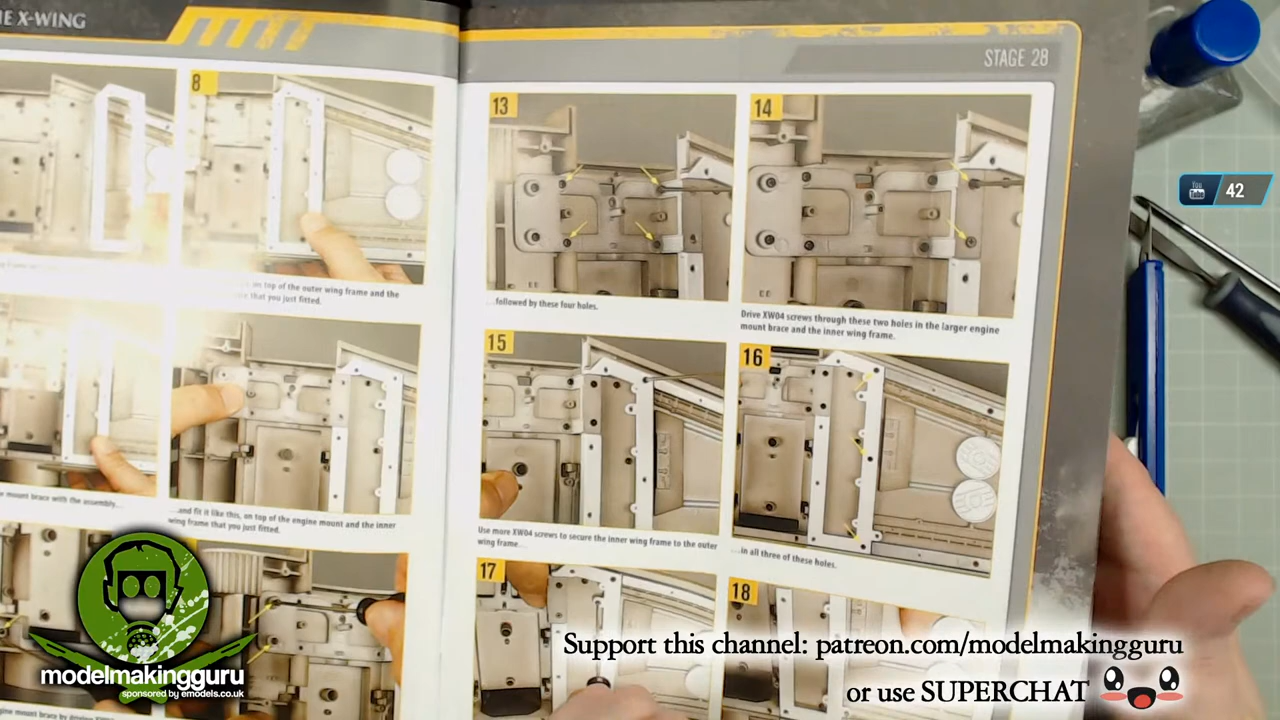 THE X-WING
STAGE 28
8
on top of the outer wing frame and the
that you just fitted.
mount brace with the assembly...
...and fit it like this, on top of the engine mount and the inner
wing frame that you just fitted.
13
...followed by these four holes.
14
Drive XW04 screws through these two holes in the larger engine
mount brace and the inner wing frame.
15
Use more XW04 screws to secure the inner wing frame to the outer
wing frame...
16
...in all three of these holes.
17
18
You
Tube
42
modelmakingguru
sponsored by emodels.co.uk
Support this channel: patreon.com/modelmakingguru
or use SUPERCHAT